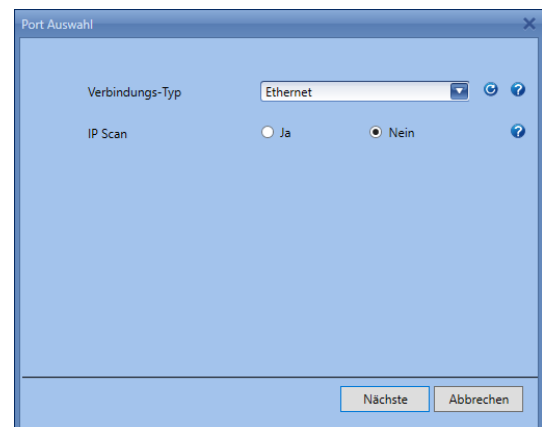 Port Auswahl
Verbindungs-Typ Ethernet
IP Scan Ja Nein
Nächste Abbrechen